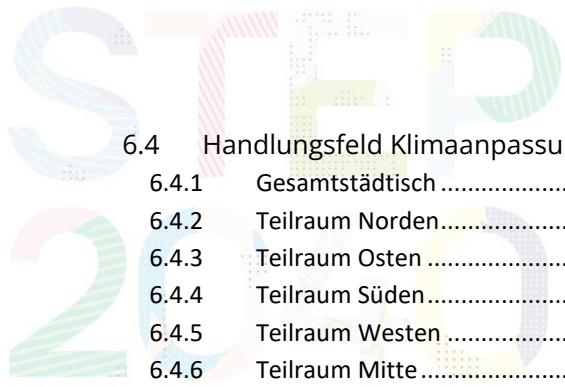 STEP
2040
6.4 Handlungsfeld Klimaanpassu
6.4.1 Gesamtstädtisch ....................
6.4.2 Teilraum Norden....................
6.4.3 Teilraum Osten ....................
6.4.4 Teilraum Süden....................
6.4.5 Teilraum Westen ....................
6.4.6 Teilraum Mitte....................